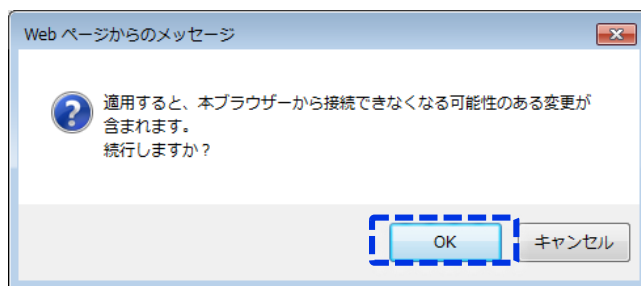 Web ページからのメッセージ
適用すると、本ブラウザーから接続できなくなる可能性のある変更が
含まれます。
続行しますか？
OK
キャンセル